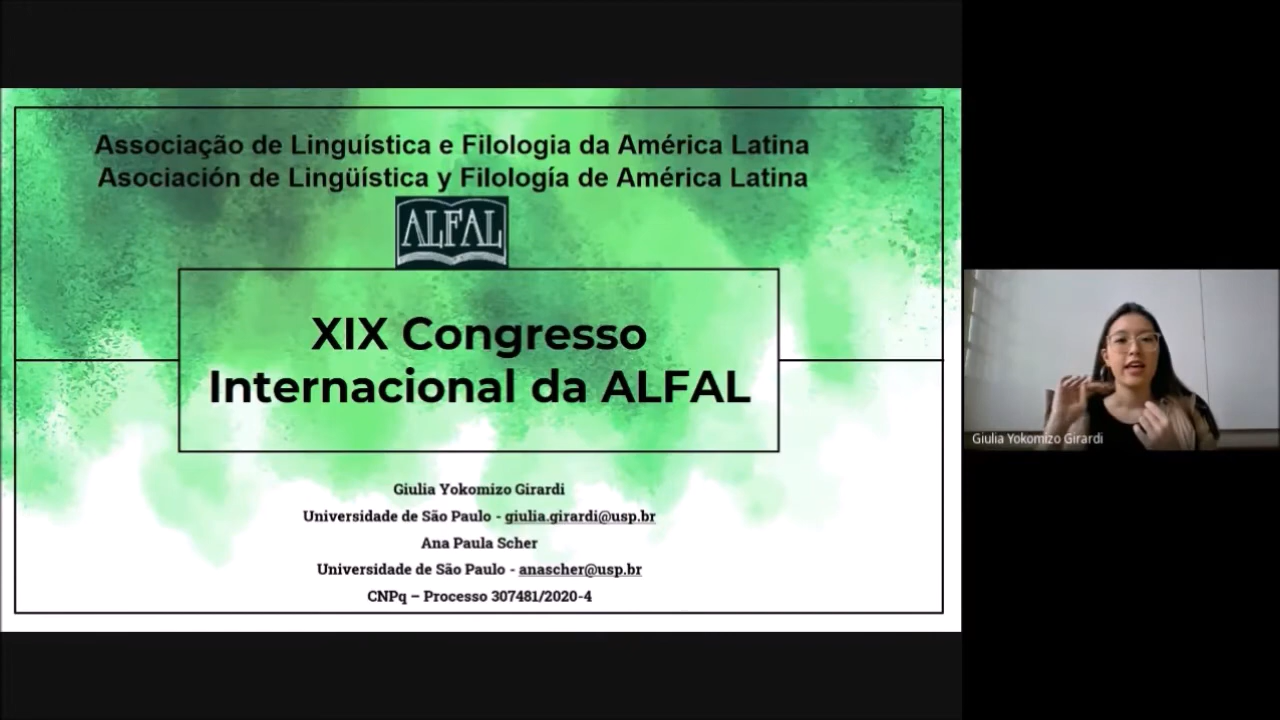 Associação de Linguística e Filologia da América Latina
Asociación de Lingüística y Filología de América Latina
ALFAL
XIX Congresso
Internacional da ALFAL
Giulia Yokomizo Girardi
Universidade de São Paulo - giulia.girardi@usp.br
Ana Paula Scher
Universidade de São Paulo - anascher@usp.br
CNPq – Processo 307481/2020-4
Giulia Yokomizo Girardi